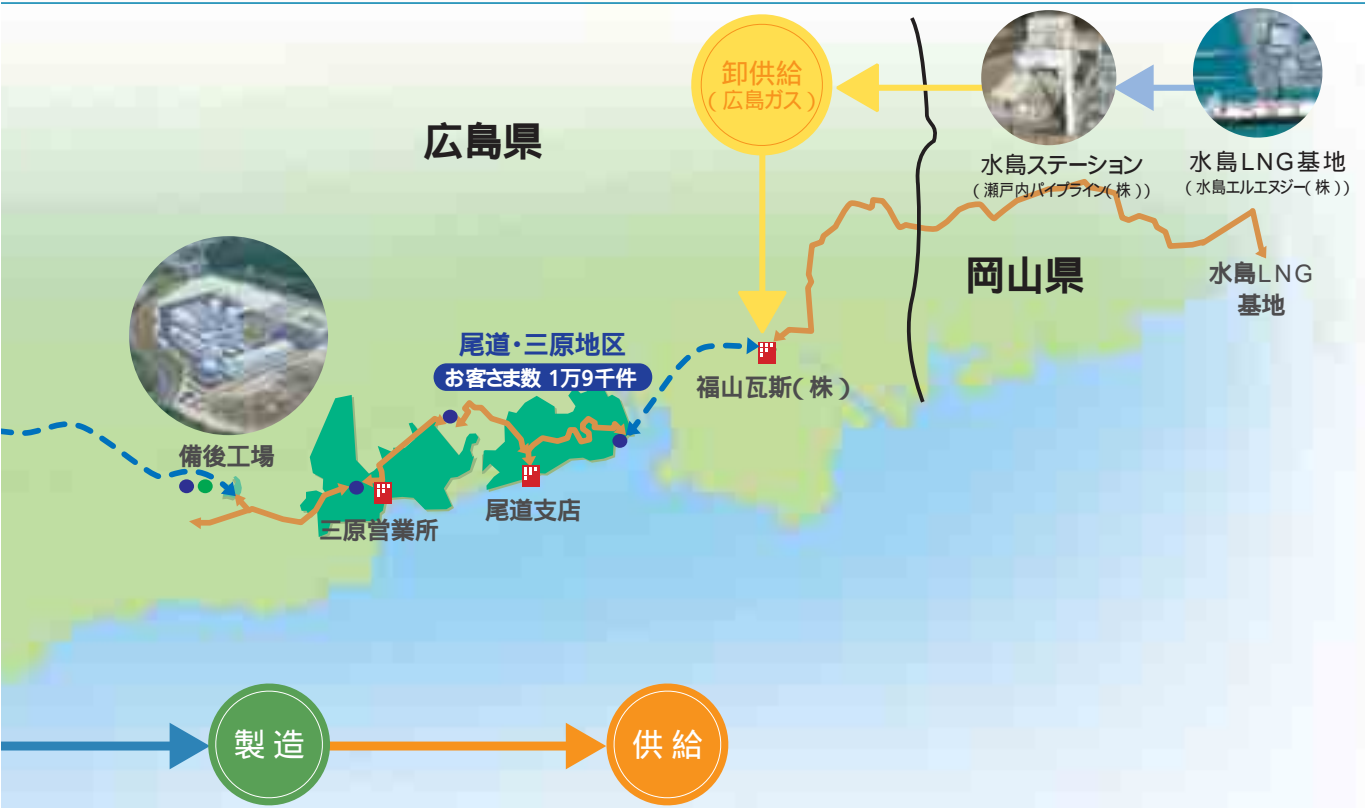 卸供給
(広島ガス)
広島県
水島ステーション
(瀬戸内パイプライン(株))
水島LNG基地
(水島エルエヌジー(株))
岡山県
水島LNG
基地
尾道・三原地区
お客さま数 1万9千件
福山瓦斯(株)
備後工場
尾道支店
三原営業所
製造
供給